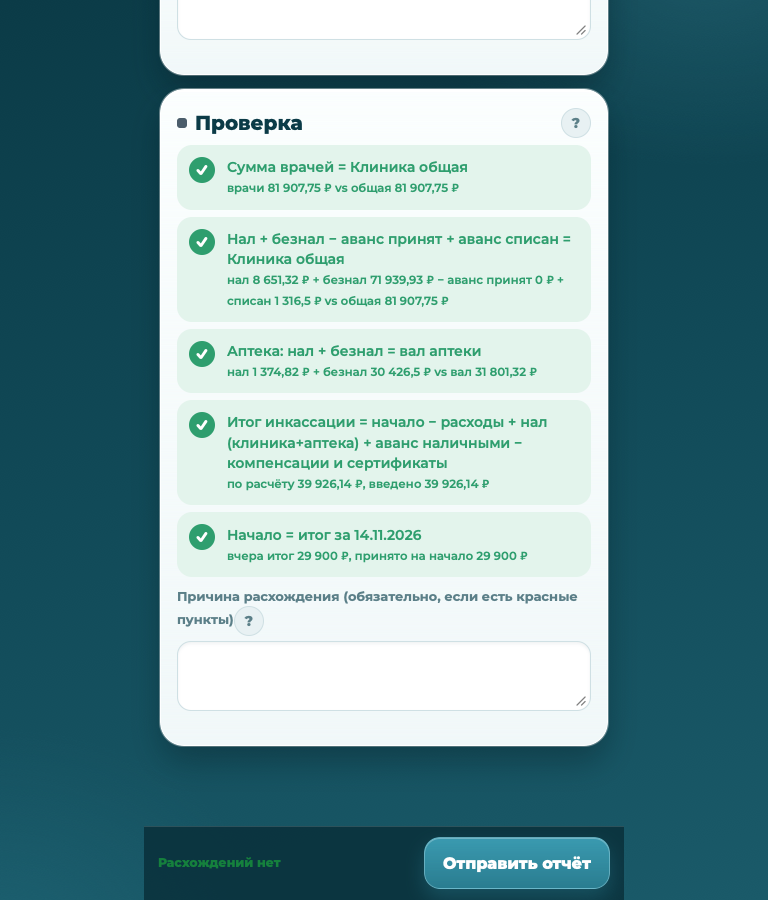 Проверка
?
Сумма врачей = Клиника общая
врачи 81 907,75 ₽ vs общая 81 907,75 ₽
Нал + безнал − аванс принят + аванс списан =
Клиника общая
нал 8 651,32 ₽ + безнал 71 939,93 ₽ − аванс принят 0 ₽ +
списан 1 316,5 ₽ vs общая 81 907,75 ₽
Аптека: нал + безнал = вал аптеки
нал 1 374,82 ₽ + безнал 30 426,5 ₽ vs вал 31 801,32 ₽
Итог инкассации = начало − расходы + нал
(клиника+аптека) + аванс наличными −
компенсации и сертификаты
по расчёту 39 926,14 ₽, введено 39 926,14 ₽
Начало = итог за 14.11.2026
вчера итог 29 900 ₽, принято на начало 29 900 ₽
Причина расхождения (обязательно, если есть красные
пункты) ?
Расхождений нет
Отправить отчёт